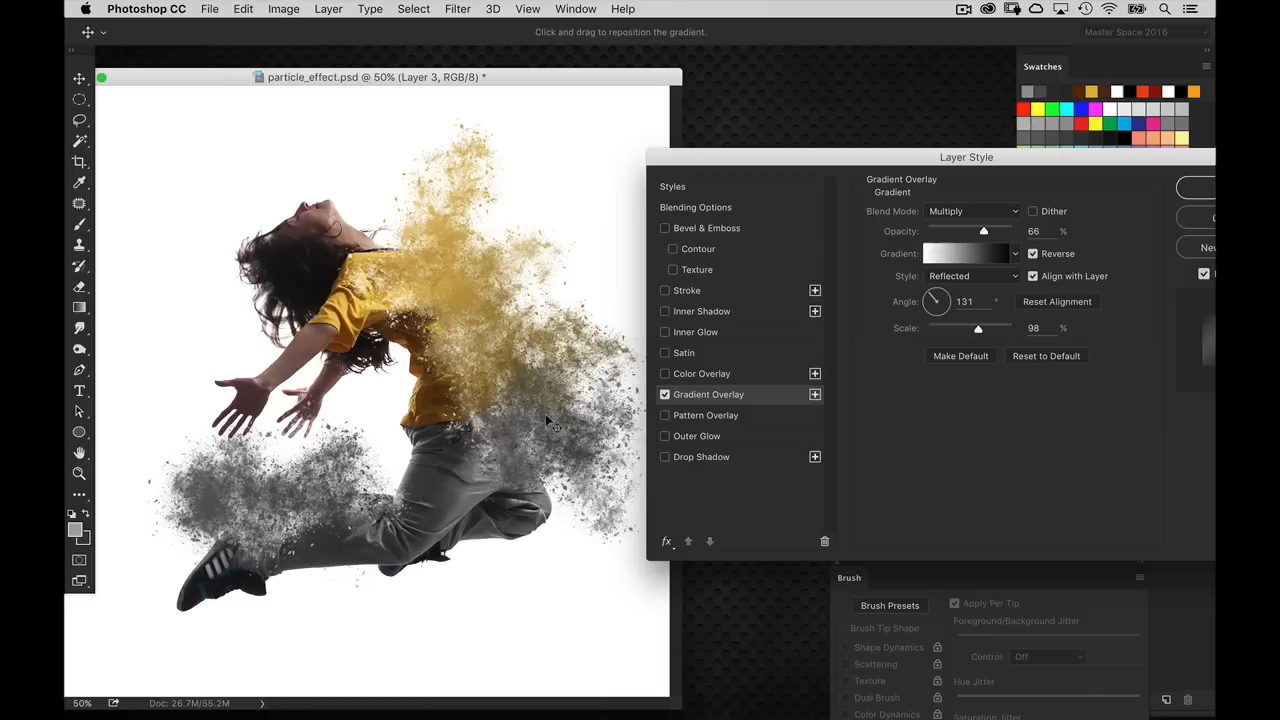 Photoshop CC File Edit Image Layer Type Select Filter 3D View Window Help
Click and drag to reposition the gradient.
Master Space 2016
particle_effect.psd @ 50% (Layer 3, RGB/8) *
Swatches
Layer Style
Styles
Blending Options
Bevel & Emboss
Contour
Texture
Stroke
Inner Shadow
Inner Glow
Satin
Color Overlay
Gradient Overlay
Pattern Overlay
Outer Glow
Drop Shadow
fx
Gradient Overlay
Gradient
Blend Mode: Multiply Dither
Opacity: 66 %
Gradient: Reverse
Style: Reflected Align with Layer
Angle: 131 ° Reset Alignment
Scale: 98 %
Make Default Reset to Default
Brush
Brush Presets
Brush Tip Shape
Shape Dynamics
Scattering
Texture
Dual Brush
Color Dynamics
Apply Per Tip
Foreground/Background Jitter
Control: Off
Hue Jitter
Saturation Jitter
50% Doc: 26.7M/55.2M